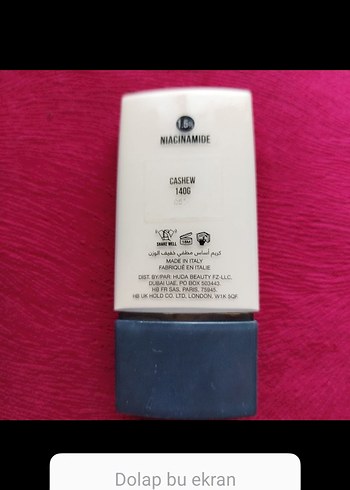 1.5%
NIACINAMIDE
CASHEW
140G
SHAKE WELL
18M
كريم أساس مطفي خفيف الوزن
MADE IN ITALY
FABRIQUÉ EN ITALIE
DIST. BY/PAR: HUDA BEAUTY FZ-LLC,
DUBAI UAE. PO BOX 503443
HB FR SAS, PARIS, 75945.
HB UK HOLD CO. LTD, LONDON, W1K 5QF
Dolap bu ekran